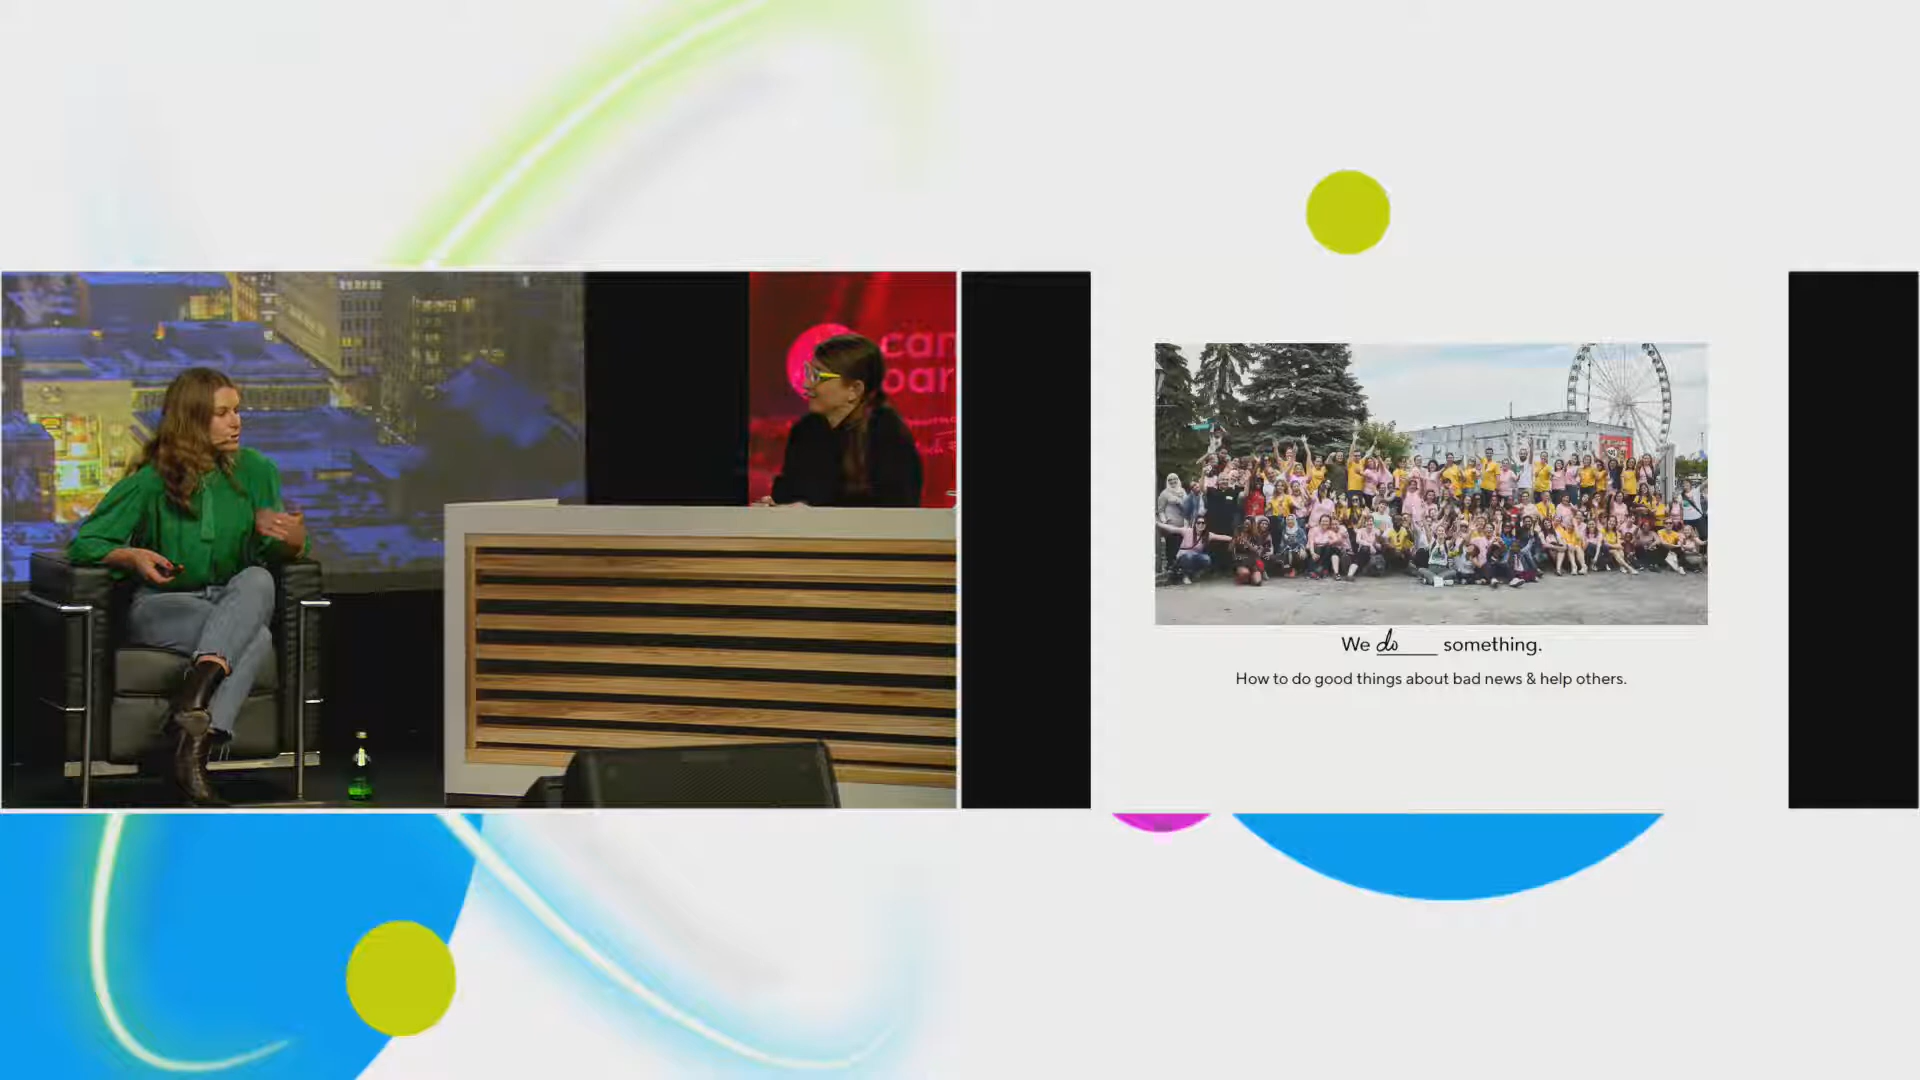 We do something.
How to do good things about bad news & help others.